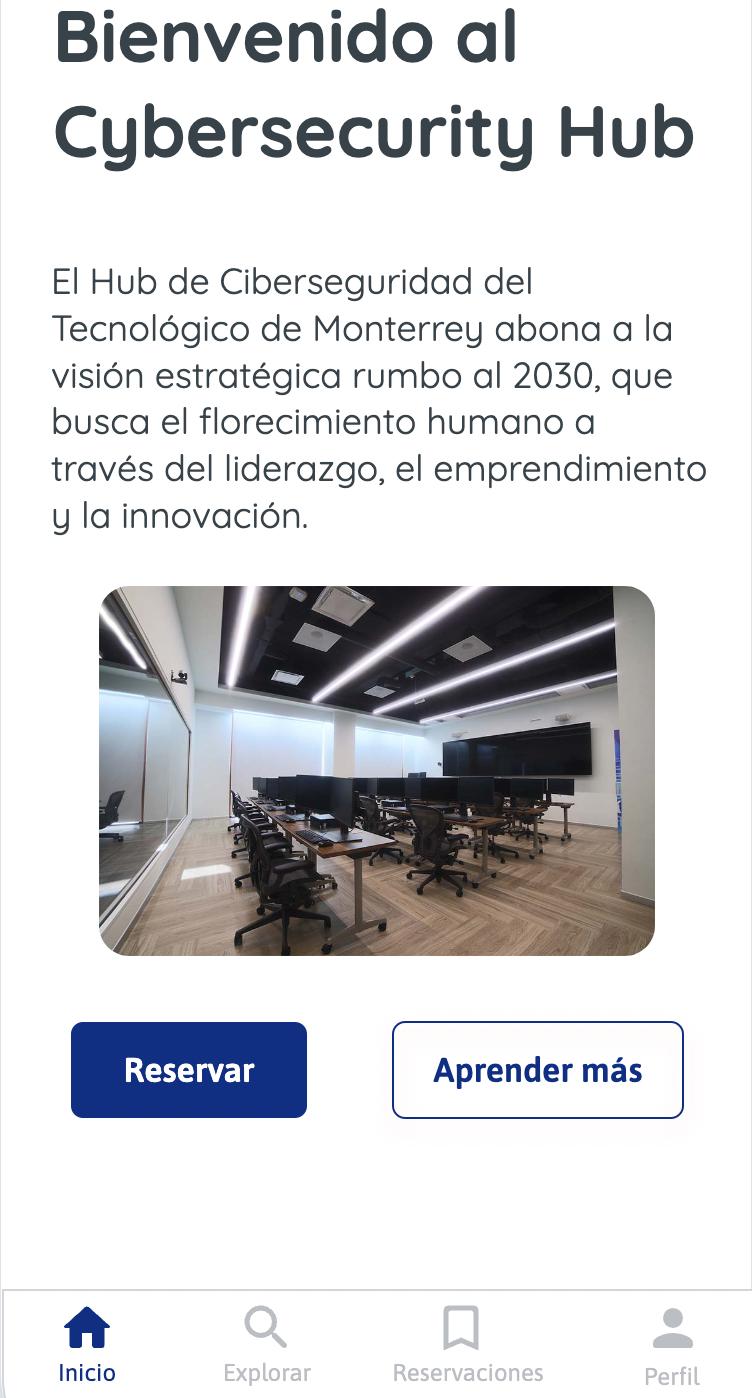 Bienvenido al
Cybersecurity Hub
El Hub de Ciberseguridad del
Tecnológico de Monterrey abona a la
visión estratégica rumbo al 2030, que
busca el florecimiento humano a
través del liderazgo, el emprendimiento
y la innovación.
Reservar
Aprender más
Inicio
Explorar
Reservaciones
Perfil